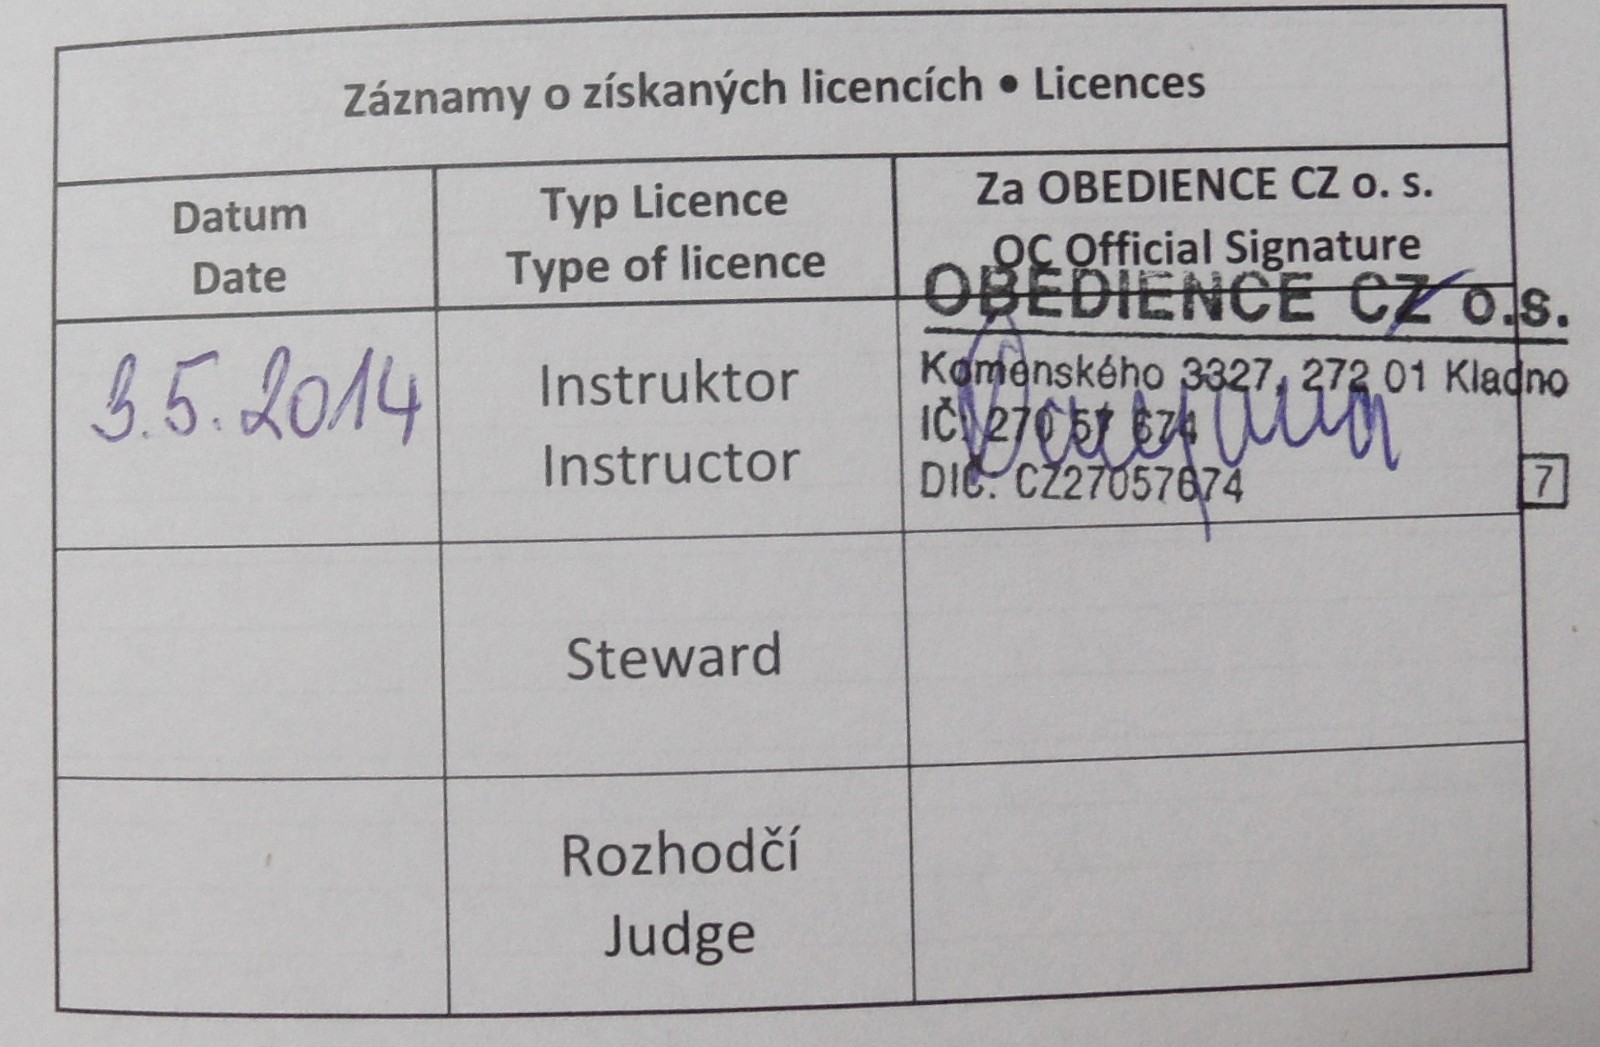 Záznamy o získaných licencích • Licences
Datum
Date
Typ Licence
Type of licence
Za OBEDIENCE CZ o. s.
OC Official Signature
3.5.2014
Instruktor
Instructor
OBEDIENCE CZ o.s.
Komenského 3327, 272 01 Kladno
IČ: 270 57 674
DIČ: CZ27057674
7
Steward
Rozhodčí
Judge